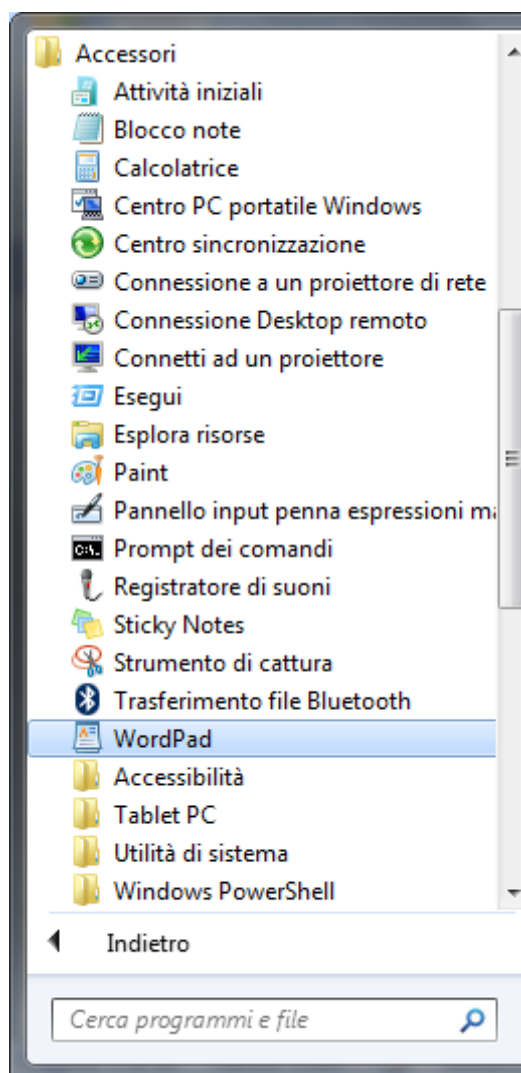 Accessori
Attività iniziali
Blocco note
Calcolatrice
Centro PC portatile Windows
Centro sincronizzazione
Connessione a un proiettore di rete
Connessione Desktop remoto
Connetti ad un proiettore
Esegui
Esplora risorse
Paint
Pannello input penna espressioni
Prompt dei comandi
Registratore di suoni
Sticky Notes
Strumento di cattura
Trasferimento file Bluetooth
WordPad
Accessibilità
Tablet PC
Utilità di sistema
Windows PowerShell
Indietro
Cerca programmi e file